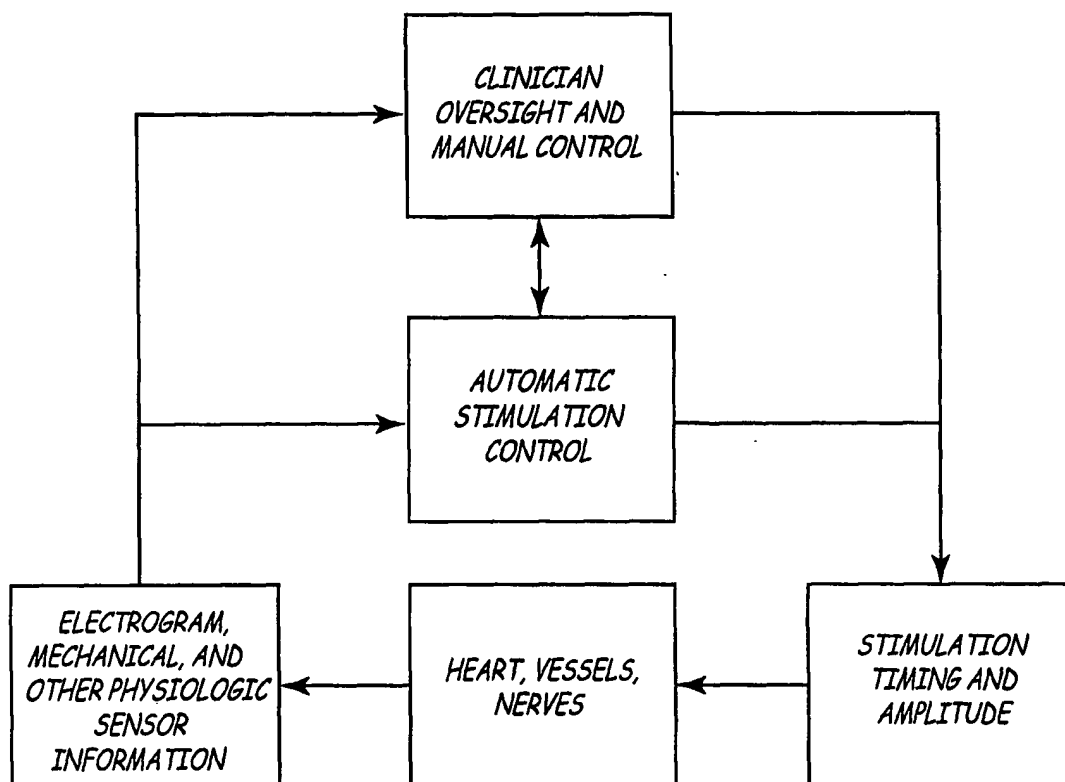 CLINICIAN
OVERSIGHT AND
MANUAL CONTROL
AUTOMATIC
STIMULATION
CONTROL
ELECTROGRAM,
MECHANICAL, AND
OTHER PHYSIOLOGIC
SENSOR
INFORMATION
HEART, VESSELS,
NERVES
STIMULATION
TIMING AND
AMPLITUDE